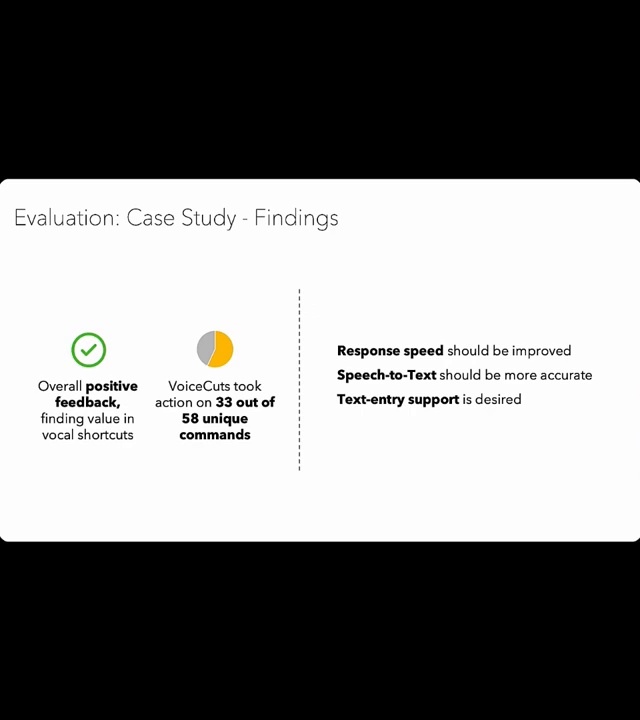 Evaluation: Case Study - Findings
Overall positive
feedback,
finding value in
vocal shortcuts
VoiceCuts took
action on 33 out of
58 unique
commands
Response speed should be improved
Speech-to-Text should be more accurate
Text-entry support is desired